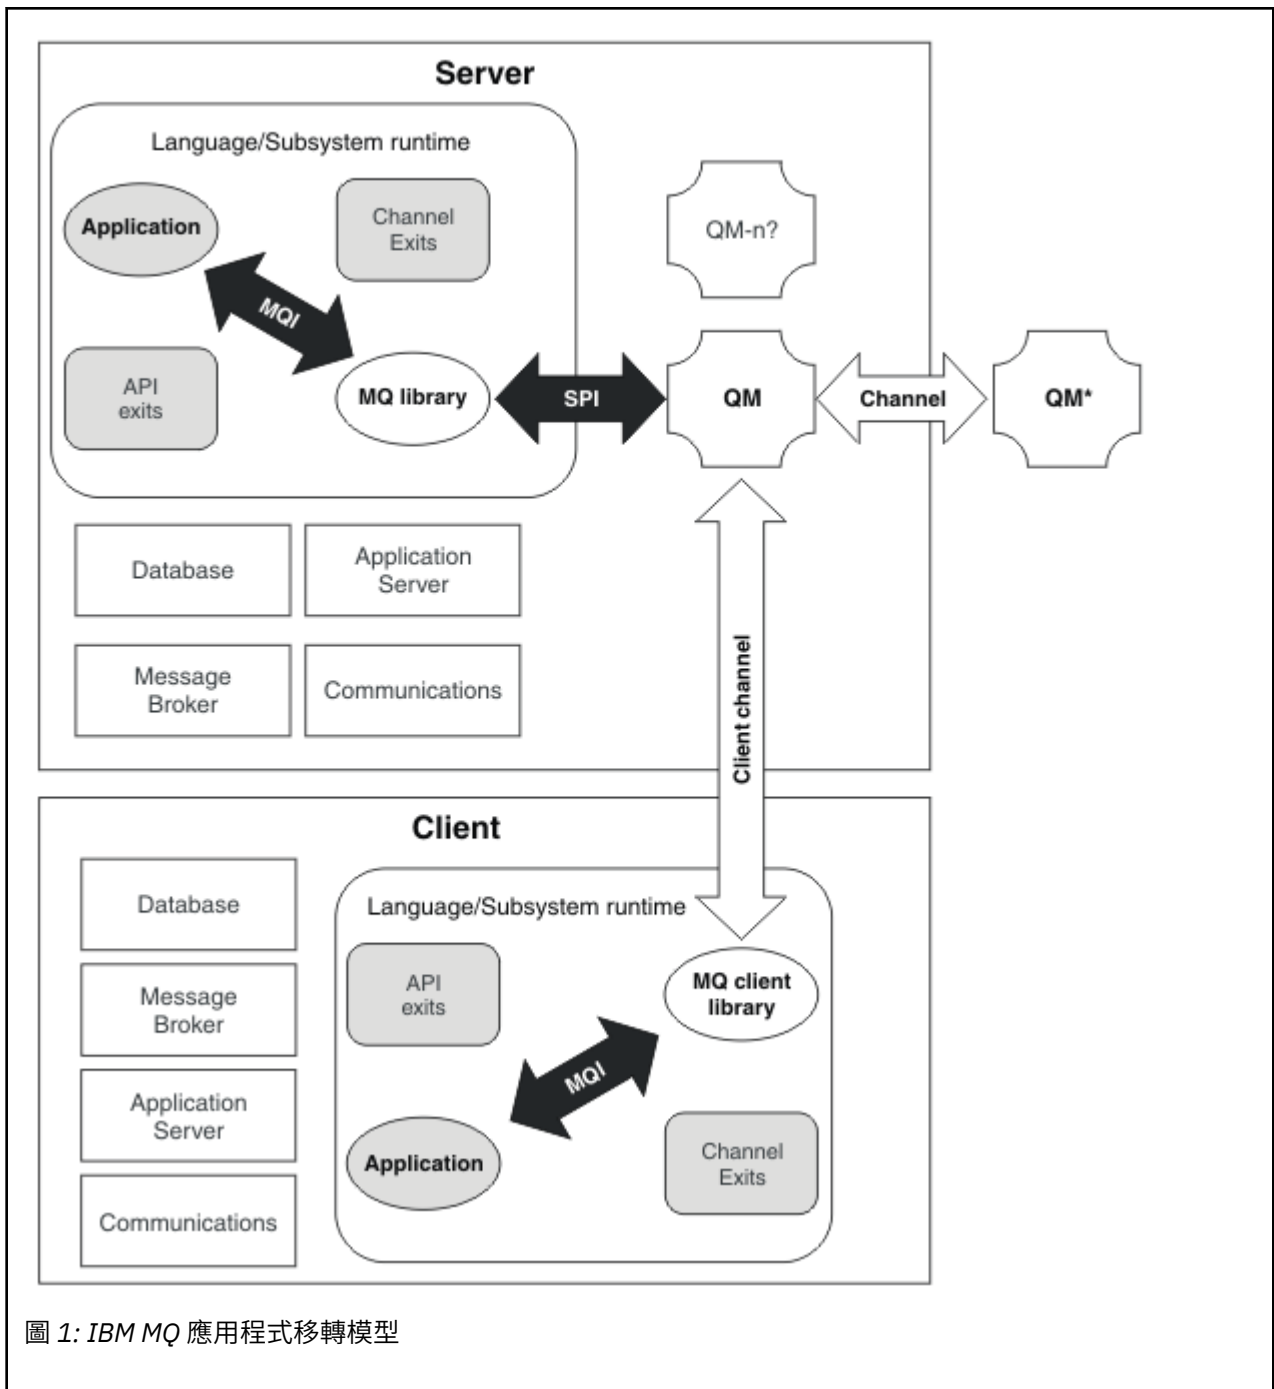 Server
Language/Subsystem runtime
Application
Channel
Exits
QM-n?
MQI
API
exits
MQ library
SPI
QM
Channel
QM*
Database
Application
Server
Message
Broker
Communications
Client channel
Client
Database
Language/Subsystem runtime
API
exits
MQ client
library
Message
Broker
MQI
Application
Server
Application
Channel
Exits
Communications
圖 1: IBM MQ 應用程式移轉模型